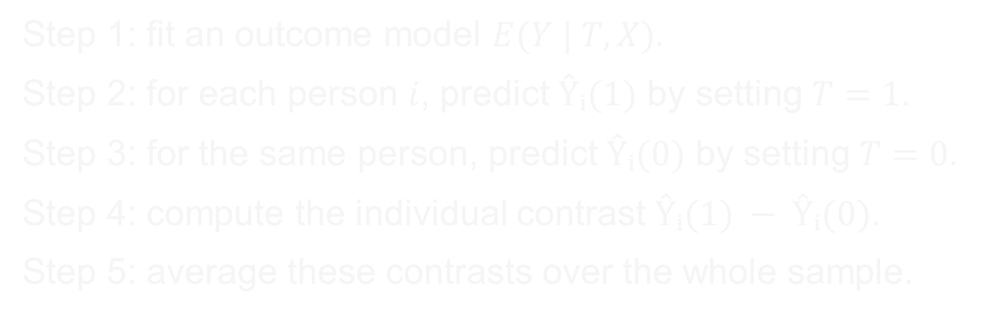 Step 1: fit an outcome model E(Y | T, X).
Step 2: for each person i, predict Ŷᵢ(1) by setting T = 1.
Step 3: for the same person, predict Ŷᵢ(0) by setting T = 0.
Step 4: compute the individual contrast Ŷᵢ(1) − Ŷᵢ(0).
Step 5: average these contrasts over the whole sample.